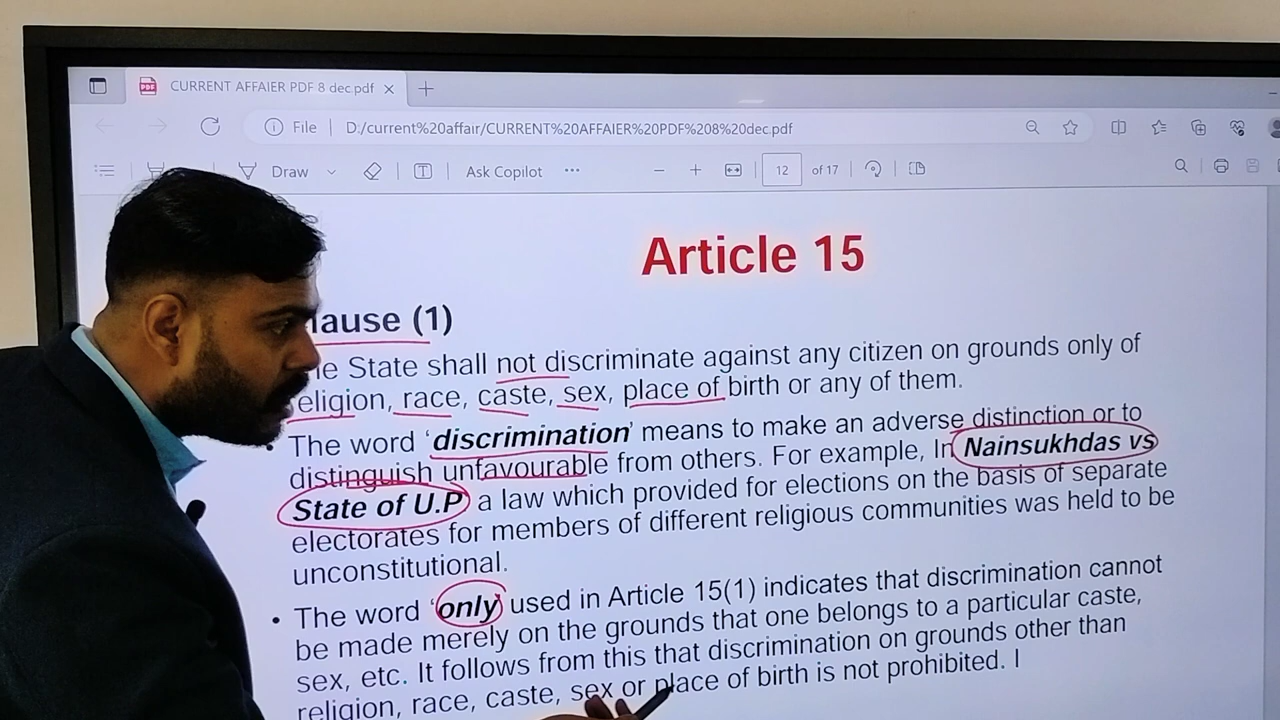 CURRENT AFFAIER PDF 8 dec.pdf
File D:/current%20affair/CURRENT%20AFFAIER%20PDF%208%20dec.pdf
Draw Ask Copilot 12 of 17
Article 15
lause (1)
e State shall not discriminate against any citizen on grounds only of
eligion, race, caste, sex, place of birth or any of them.
• The word ‘discrimination’ means to make an adverse distinction or to
distinguish unfavourable from others. For example, In Nainsukhdas vs
State of U.P a law which provided for elections on the basis of separate
electorates for members of different religious communities was held to be
unconstitutional.
• The word ‘only’ used in Article 15(1) indicates that discrimination cannot
be made merely on the grounds that one belongs to a particular caste,
sex, etc. It follows from this that discrimination on grounds other than
religion, race, caste, sex or place of birth is not prohibited. I